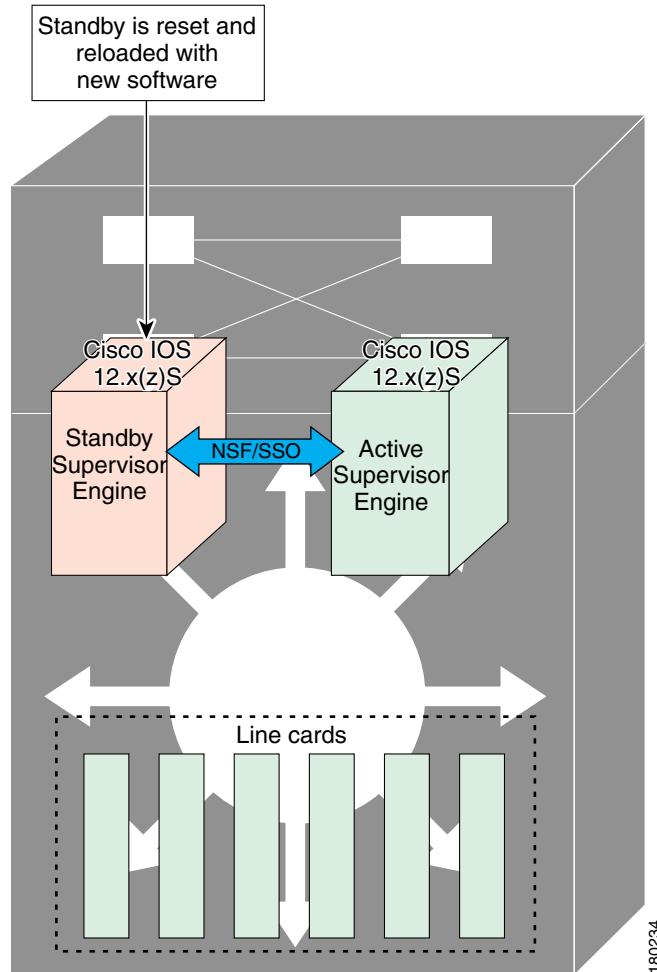 Standby is reset and
reloaded with
new software
Cisco IOS
12.x(z)S
Cisco IOS
12.x(z)S
Standby
Supervisor
Engine
NSF/SSO
Active
Supervisor
Engine
Line cards
180234